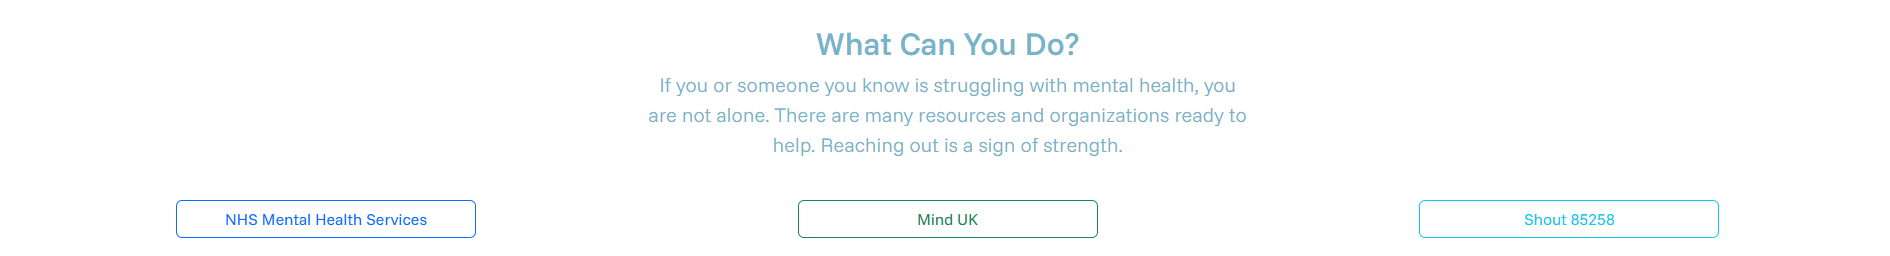 What Can You Do?
If you or someone you know is struggling with mental health, you
are not alone. There are many resources and organizations ready to
help. Reaching out is a sign of strength.
NHS Mental Health Services
Mind UK
Shout 85258